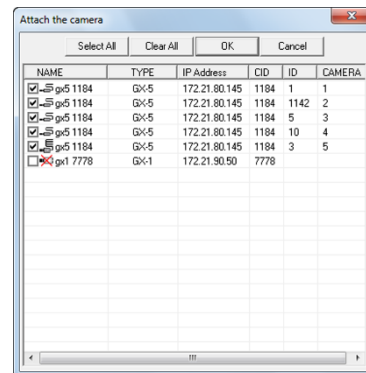 Attach the camera
Select All Clear All OK Cancel
NAME TYPE IP Address CID ID CAMERA
gx5 1184 GX-5 172.21.80.145 1184 1 1
gx5 1184 GX-5 172.21.80.145 1184 1142 2
gx5 1184 GX-5 172.21.80.145 1184 5 3
gx5 1184 GX-5 172.21.80.145 1184 10 4
gx5 1184 GX-5 172.21.80.145 1184 3 5
gx1 7778 GX-1 172.21.90.50 7778